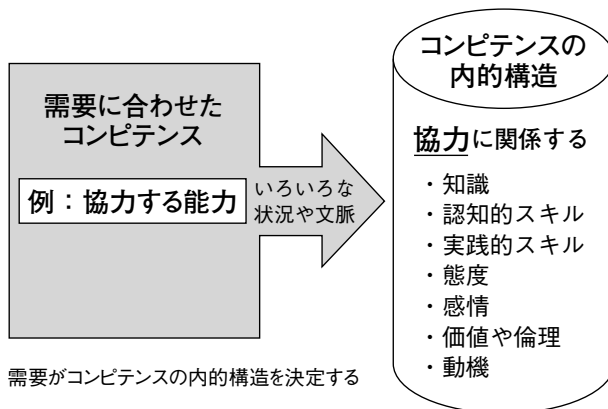 需要に合わせた
コンピテンス
例：協力する能力
いろいろな
状況や文脈
コンピテンスの
内的構造
協力に関係する
・知識
・認知的スキル
・実践的スキル
・態度
・感情
・価値や倫理
・動機
需要がコンピテンスの内的構造を決定する